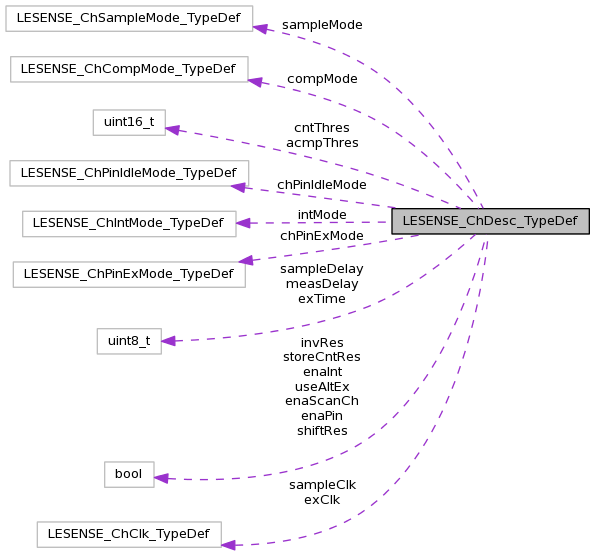 LESENSE_ChSampleMode_TypeDef
sampleMode
LESENSE_ChCompMode_TypeDef
compMode
uint16_t
cntThres
acmpThres
LESENSE_ChPinIdleMode_TypeDef
chPinIdleMode
LESENSE_ChDesc_TypeDef
LESENSE_ChIntMode_TypeDef
intMode
chPinExMode
LESENSE_ChPinExMode_TypeDef
sampleDelay
measDelay
exTime
uint8_t
invRes
storeCntRes
enaInt
useAltEx
enaScanCh
enaPin
shiftRes
bool
sampleClk
exClk
LESENSE_ChClk_TypeDef